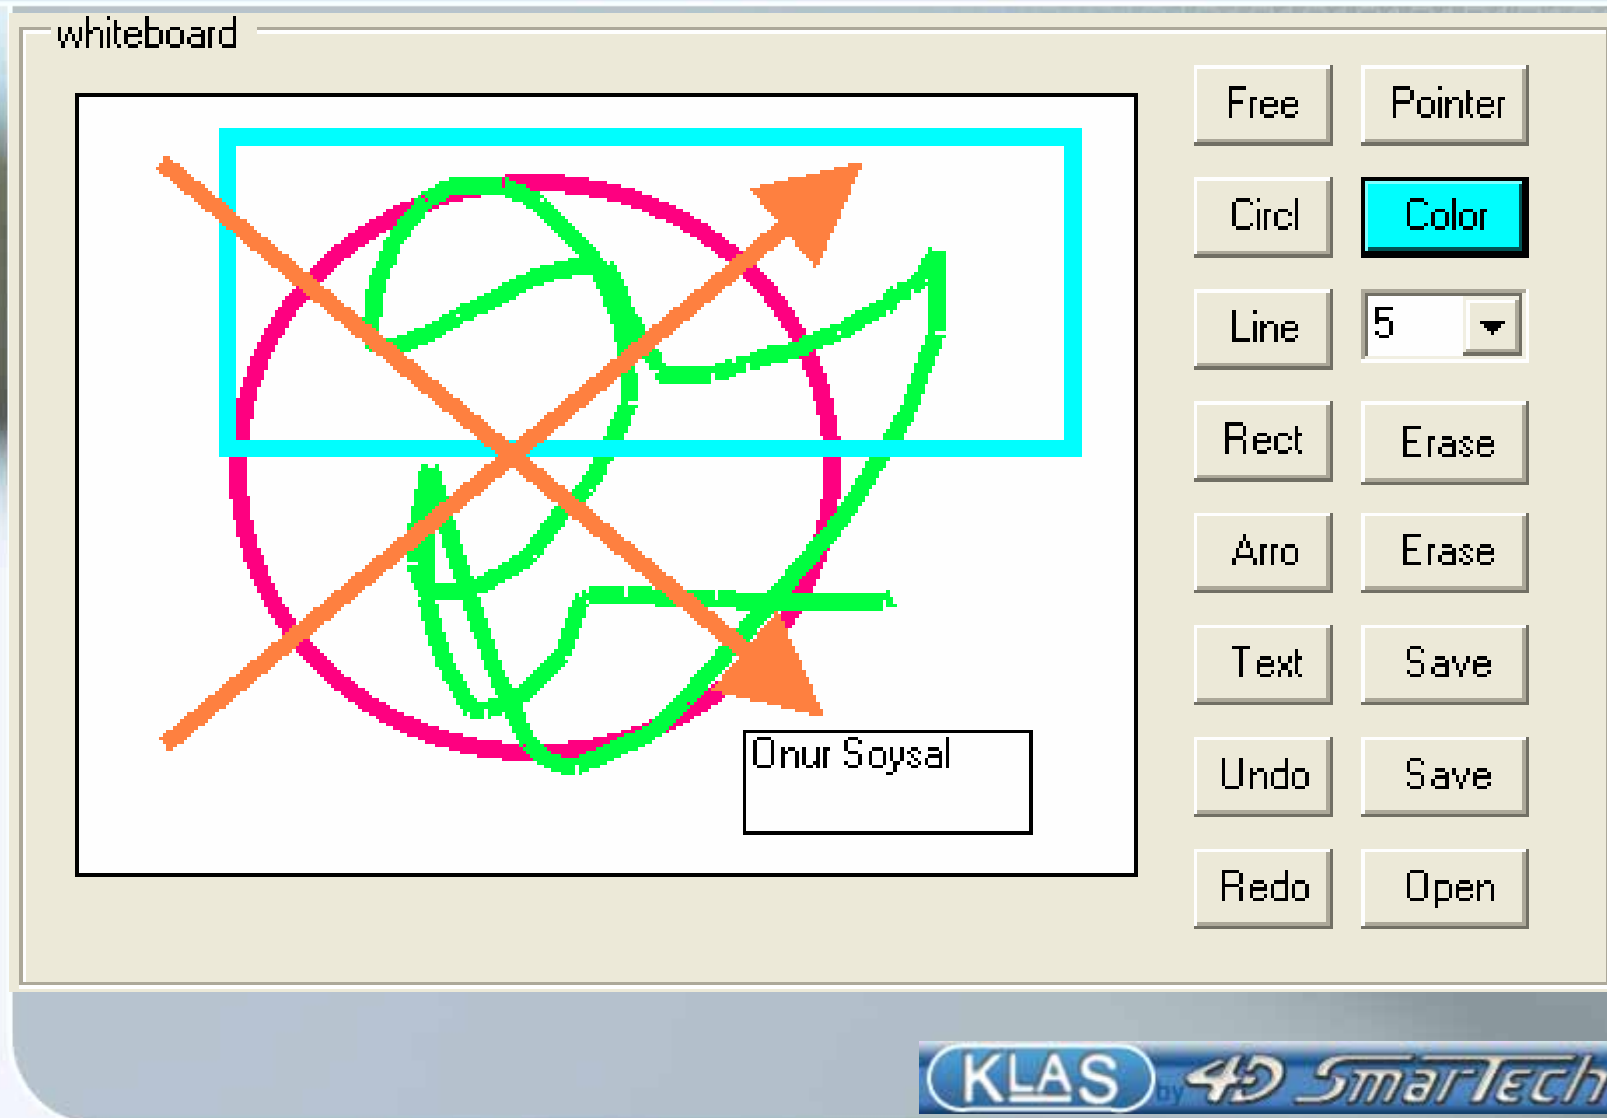 whiteboard
Free Pointer
Circl Color
Line 5
Rect Erase
Arro Erase
Text Save
Onur Soysal
Undo Save
Redo Open
KLAS by 4D SmarTech